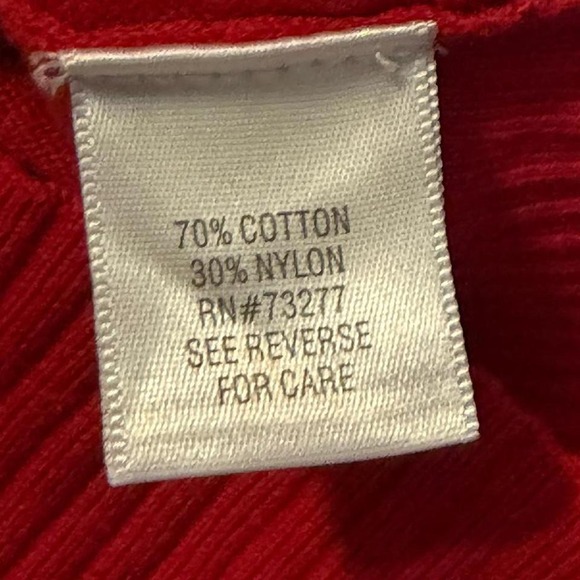 70% COTTON
30% NYLON
RN#73277
SEE REVERSE
FOR CARE